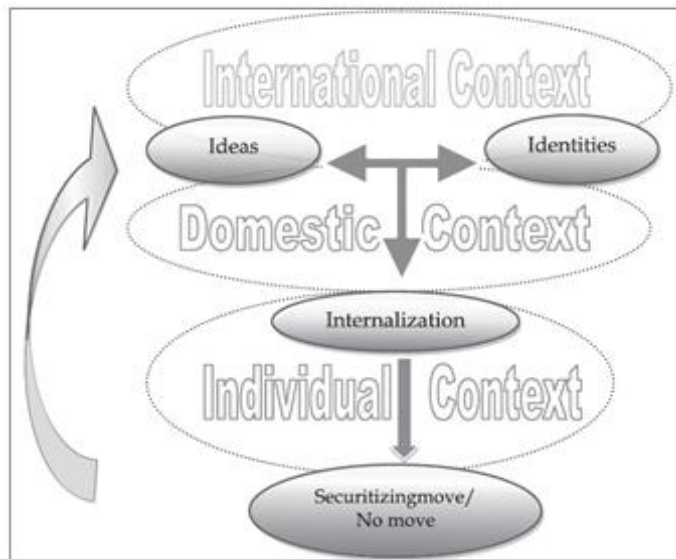 International Context
Ideas
Identities
Domestic Context
Internalization
Individual Context
Securitizingmove/
No move